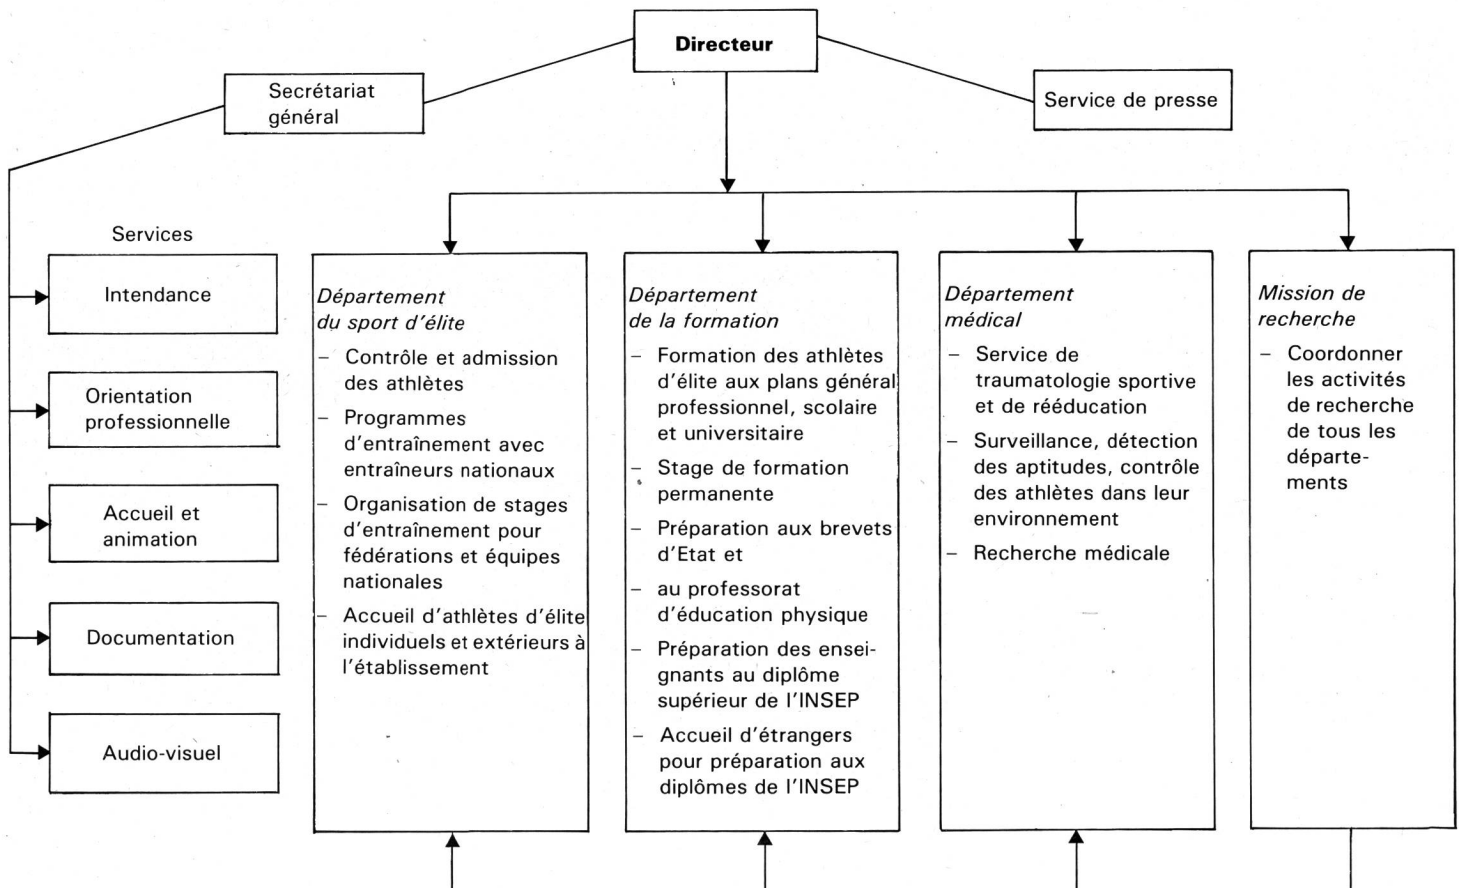 Directeur
Secrétariat
général
Service de presse
Services
Intendance
Orientation
professionnelle
Accueil et
animation
Documentation
Audio-visuel
Département
du sport d'élite
– Contrôle et admission
des athlètes
– Programmes
d'entraînement avec
entraîneurs nationaux
– Organisation de stages
d'entraînement pour
fédérations et équipes
nationales
– Accueil d'athlètes d'élite
individuels et extérieurs à
l'établissement
Département
de la formation
– Formation des athlètes
d'élite aux plans général
professionnel, scolaire
et universitaire
– Stage de formation
permanente
– Préparation aux brevets
d'Etat et
– au professorat
d'éducation physique
– Préparation des ensei-
gnants au diplôme
supérieur de l'INSEP
– Accueil d'étrangers
pour préparation aux
diplômes de l'INSEP
Département
médical
– Service de
traumatologie sportive
et de rééducation
– Surveillance, détection
des aptitudes, contrôle
des athlètes dans leur
environnement
– Recherche médicale
Mission de
recherche
– Coordonner
les activités
de recherche
de tous les
départe-
ments